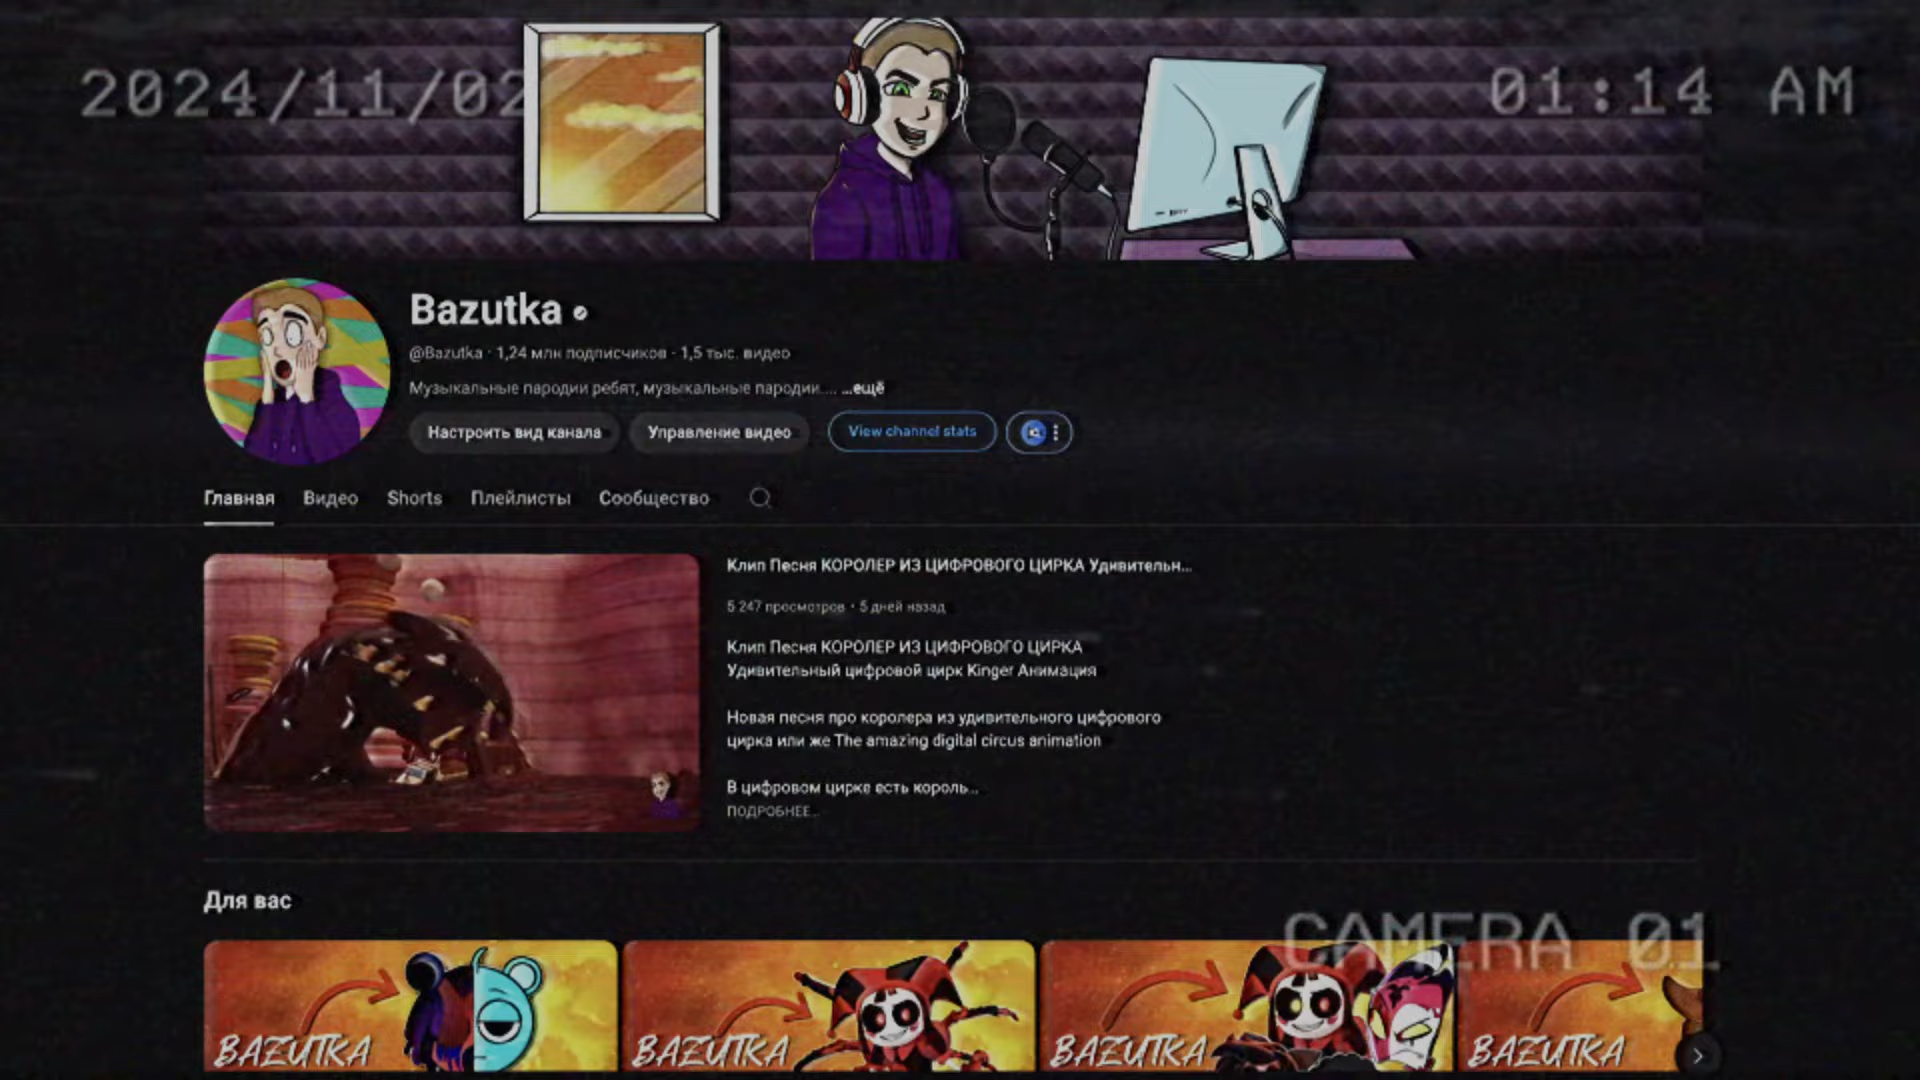 2024/11/02
01:14 AM
Bazutka
@Bazutka · 1,24 млн подписчиков · 1,5 тыс. видео
Музыкальные пародии ребят, музыкальные пародии.... ...ещё
Настроить вид канала
Управление видео
View channel stats
Главная
Видео
Shorts
Плейлисты
Сообщество
Клип Песня КОРОЛЕР ИЗ ЦИФРОВОГО ЦИРКА Удивительн...
5 247 просмотров · 5 дней назад
Клип Песня КОРОЛЕР ИЗ ЦИФРОВОГО ЦИРКА
Удивительный цифровой цирк Kinger Анимация
Новая песня про королера из удивительного цифрового
цирка или же The amazing digital circus animation
В цифровом цирке есть король...
ПОДРОБНЕЕ...
Для вас
CAMERA 01
BAZUTKA
BAZUTKA
BAZUTKA
BAZUTKA